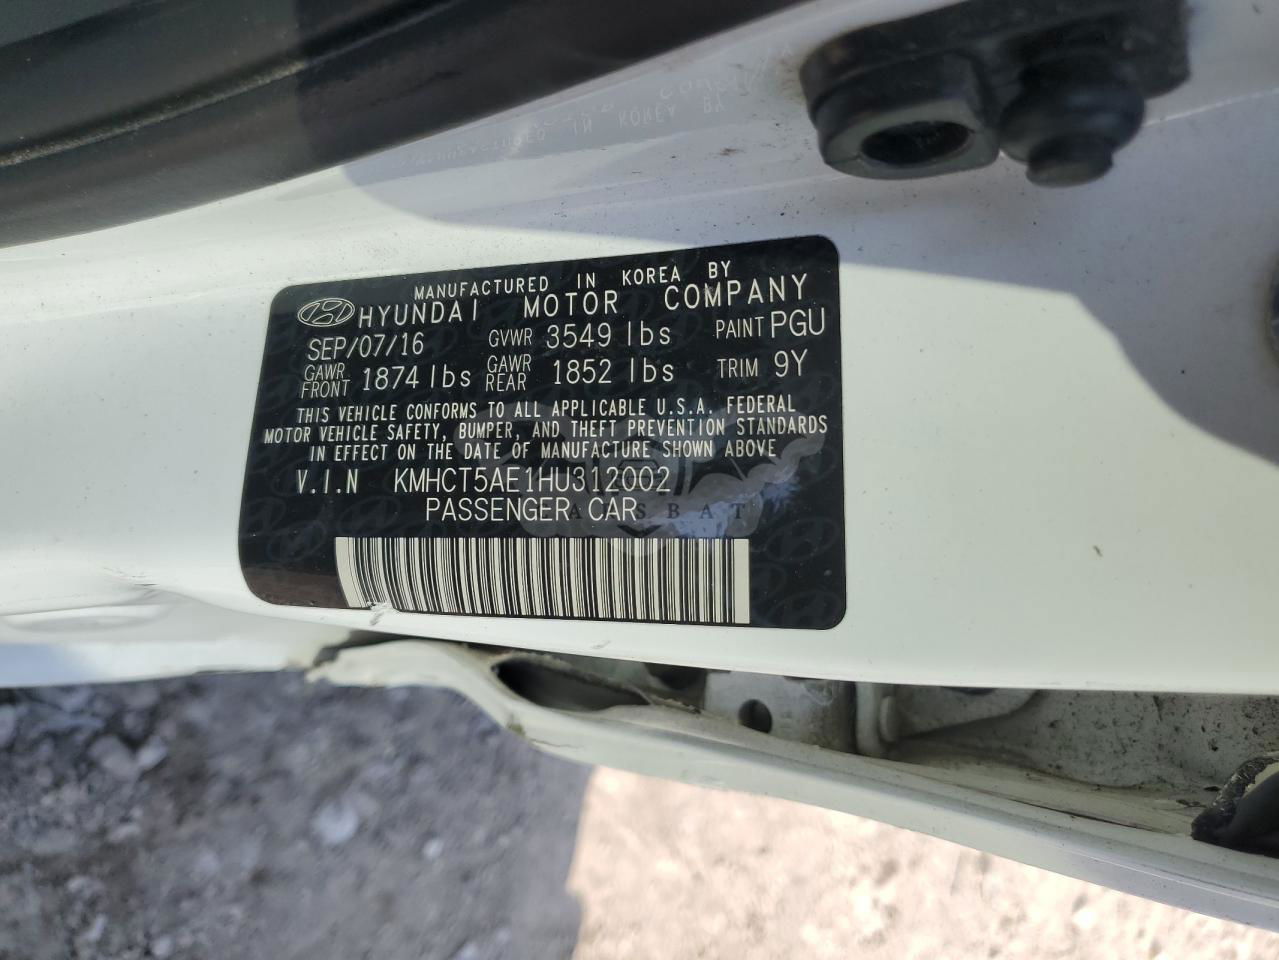 MANUFACTURED IN KOREA BY
HYUNDAI MOTOR COMPANY
SEP/07/16 GVWR 3549 lbs PAINT PGU
GAWR FRONT 1874 lbs GAWR REAR 1852 lbs TRIM 9Y
THIS VEHICLE CONFORMS TO ALL APPLICABLE U.S.A. FEDERAL
MOTOR VEHICLE SAFETY, BUMPER, AND THEFT PREVENTION STANDARDS
IN EFFECT ON THE DATE OF MANUFACTURE SHOWN ABOVE
V.I.N KMHCT5AE1HU312002
PASSENGER CAR